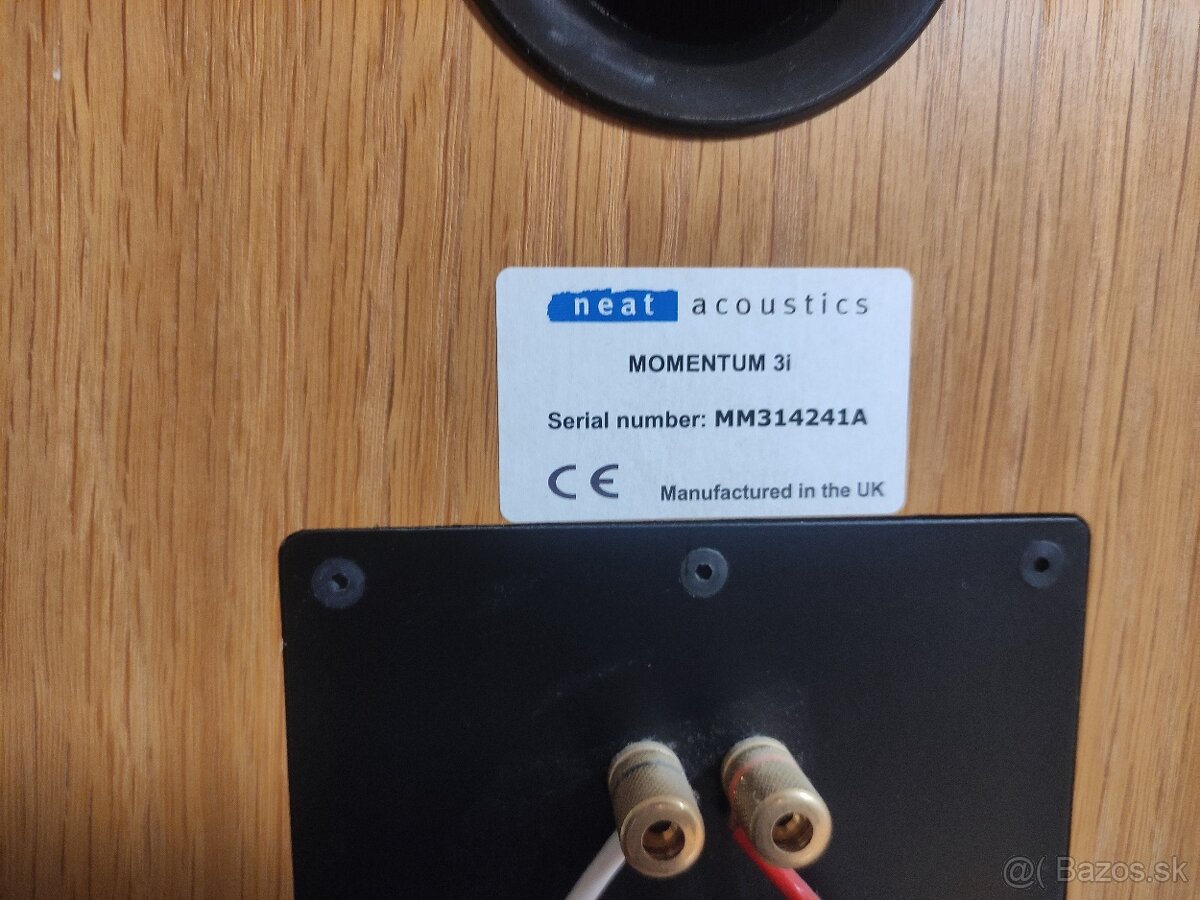 neat acoustics
MOMENTUM 3i
Serial number: MM314241A
CE
Manufactured in the UK
@( Bazos.sk